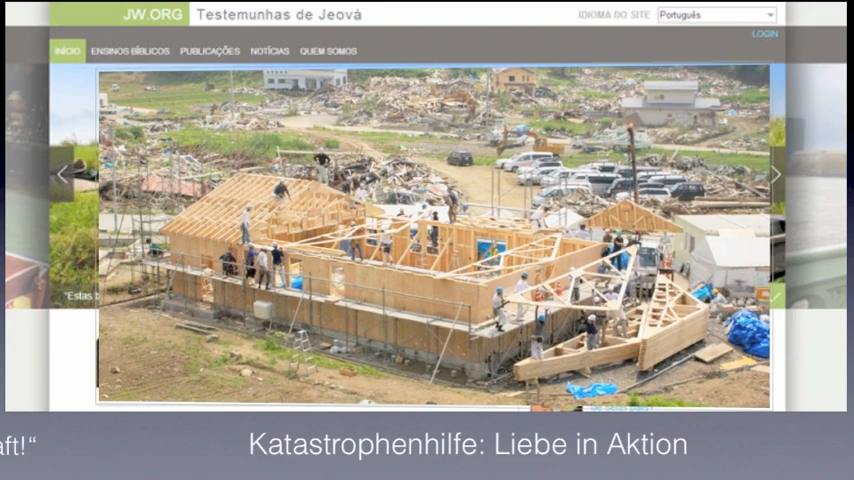 JW.ORG Testemunhas de Jeová
IDIOMA DO SITE Português
LOGIN
INÍCIO ENSINOS BÍBLICOS PUBLICAÇÕES NOTÍCIAS QUEM SOMOS
"Estas b
aft!“
Katastrophenhilfe: Liebe in Aktion